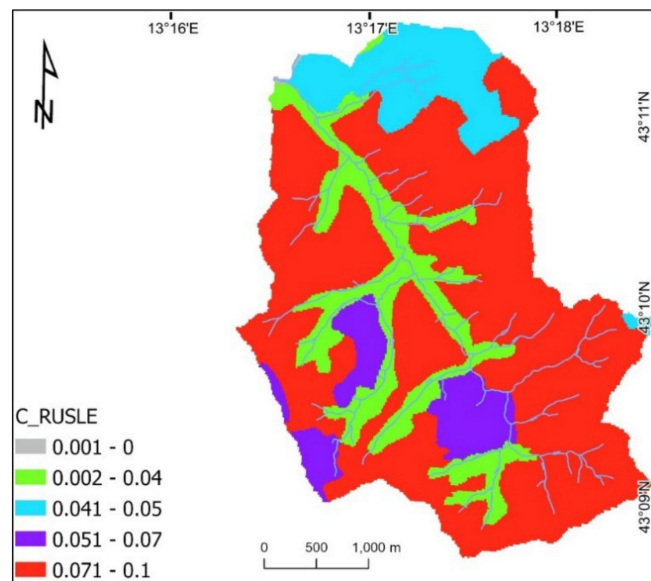 13°16'E 13°17'E 13°18'E
N
43°11'N
43°10'N
43°09'N
C_RUSLE
0.001 - 0
0.002 - 0.04
0.041 - 0.05
0.051 - 0.07
0.071 - 0.1
0 500 1,000 m